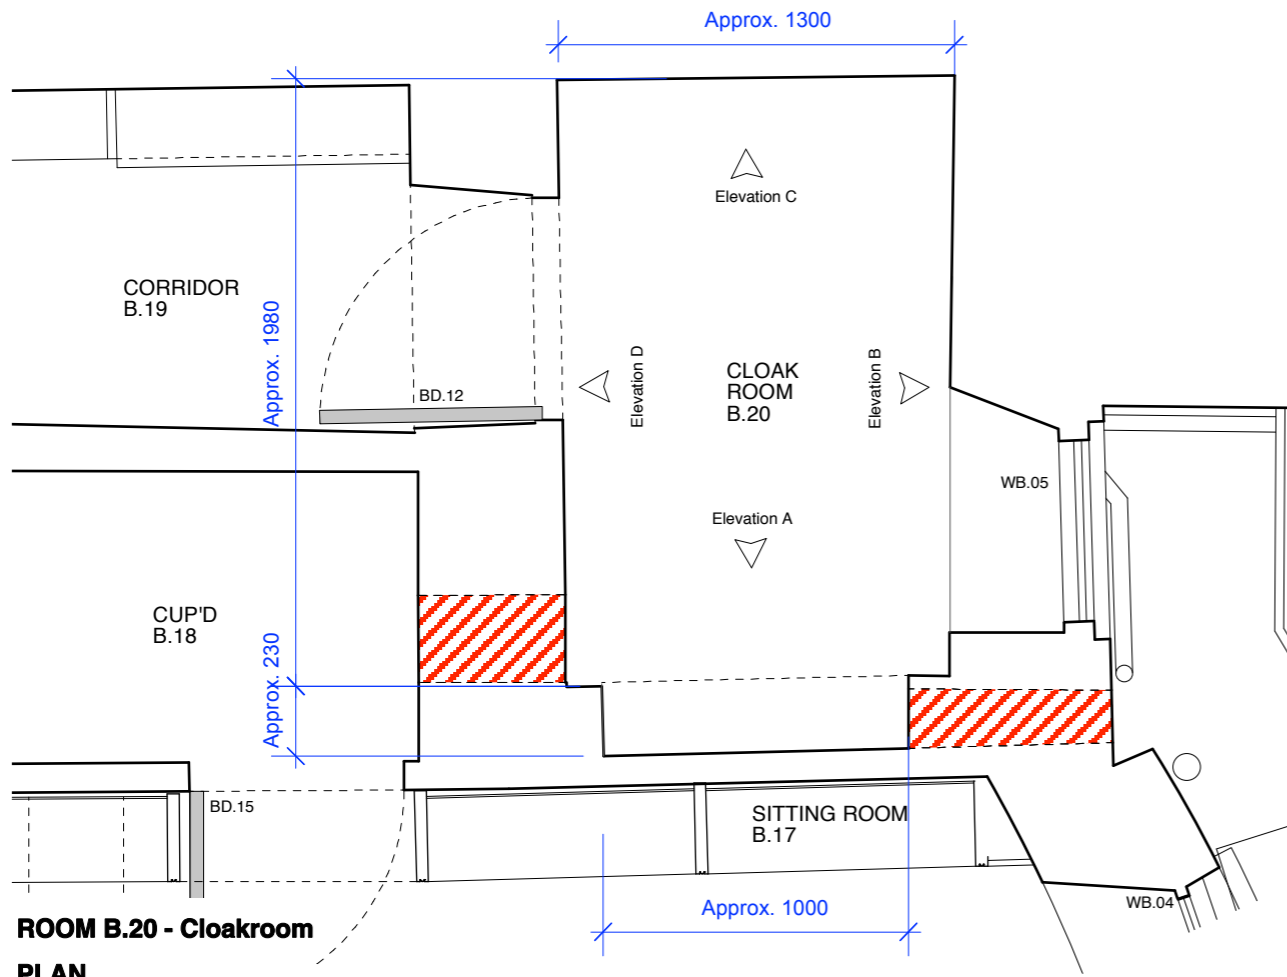 Approx. 1300
Elevation C
CORRIDOR
B.19
Approx. 1980
Elevation D
CLOAK
ROOM
B.20
Elevation B
BD.12
WB.05
Elevation A
CUP'D
B.18
Approx. 230
BD.15
SITTING ROOM
B.17
Approx. 1000
WB.04
ROOM B.20 - Cloakroom
PLAN